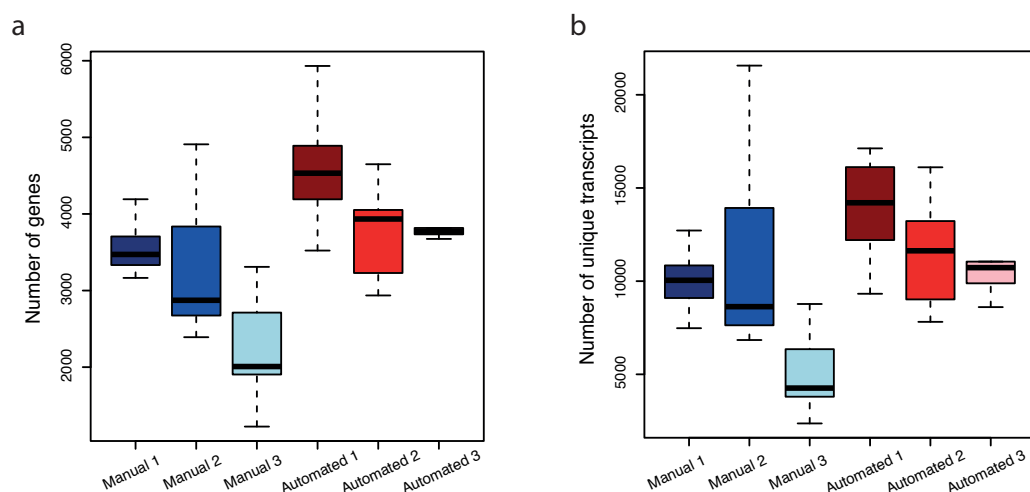 a
Number of genes
6000
5000
4000
3000
2000
Manual 1
Manual 2
Manual 3
Automated 1
Automated 2
Automated 3
b
Number of unique transcripts
20000
15000
10000
5000
Manual 1
Manual 2
Manual 3
Automated 1
Automated 2
Automated 3